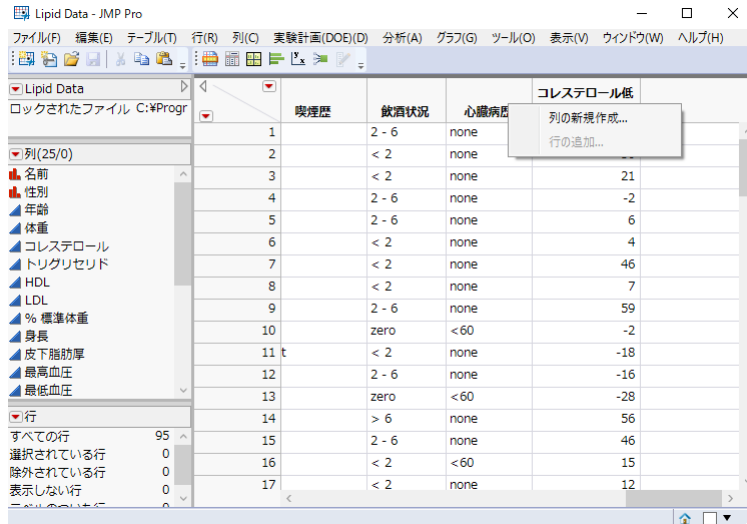 Lipid Data - JMP Pro
ファイル(F) 編集(E) テーブル(T) 行(R) 列(C) 実験計画(DOE)(D) 分析(A) グラフ(G) ツール(O) 表示(V) ウィンドウ(W) ヘルプ(H)
Lipid Data
ロックされたファイル C:¥Progr
列(25/0)
名前
性別
年齢
体重
コレステロール
トリグリセリド
HDL
LDL
% 標準体重
身長
皮下脂肪厚
最高血圧
最低血圧
行
すべての行 95
選択されている行 0
除外されている行 0
表示しない行 0
喫煙歴 飲酒状況 心臓病歴 コレステロール低
列の新規作成...
行の追加...
1 2 - 6 none
2 < 2 none
3 < 2 none 21
4 2 - 6 none -2
5 2 - 6 none 6
6 < 2 none 4
7 < 2 none 46
8 < 2 none 7
9 2 - 6 none 59
10 zero <60 -2
11 t < 2 none -18
12 2 - 6 none -16
13 zero <60 -28
14 > 6 none 56
15 2 - 6 none 46
16 < 2 <60 15
17 < 2 none 12